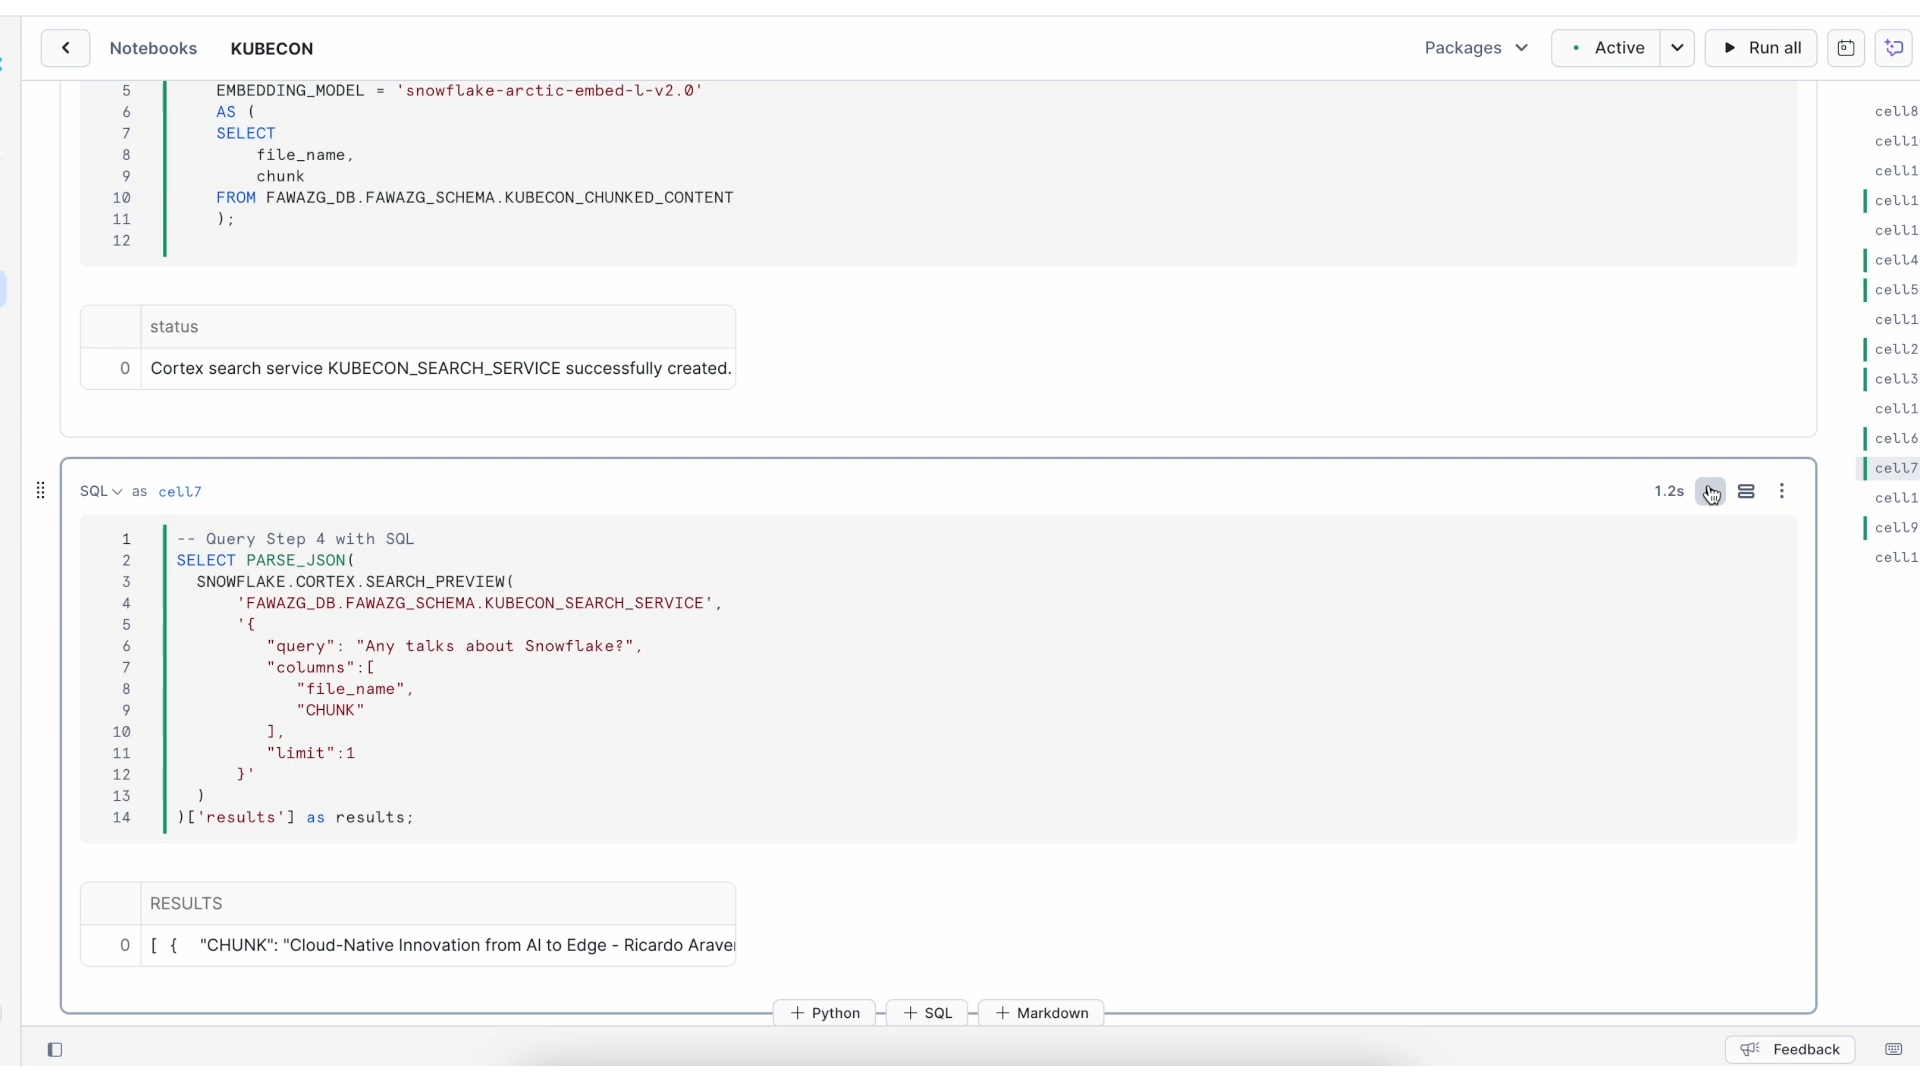 Notebooks KUBECON Packages Active Run all
5 EMBEDDING_MODEL = 'snowflake-arctic-embed-l-v2.0'
6 AS (
7 SELECT
8 file_name,
9 chunk
10 FROM FAWAZG_DB.FAWAZG_SCHEMA.KUBECON_CHUNKED_CONTENT
11 );
12
status
0 Cortex search service KUBECON_SEARCH_SERVICE successfully created.
SQL as cell7 1.2s
1 -- Query Step 4 with SQL
2 SELECT PARSE_JSON(
3 SNOWFLAKE.CORTEX.SEARCH_PREVIEW(
4 'FAWAZG_DB.FAWAZG_SCHEMA.KUBECON_SEARCH_SERVICE',
5 '{
6 "query": "Any talks about Snowflake?",
7 "columns":[
8 "file_name",
9 "CHUNK"
10 ],
11 "limit":1
12 }'
13 )
14 )['results'] as results;
RESULTS
0 [ { "CHUNK": "Cloud-Native Innovation from AI to Edge - Ricardo Arave
+ Python + SQL + Markdown
cell8
cell1
cell1
cell1
cell1
cell4
cell5
cell1
cell2
cell3
cell1
cell6
cell7
cell1
cell9
cell1
Feedback